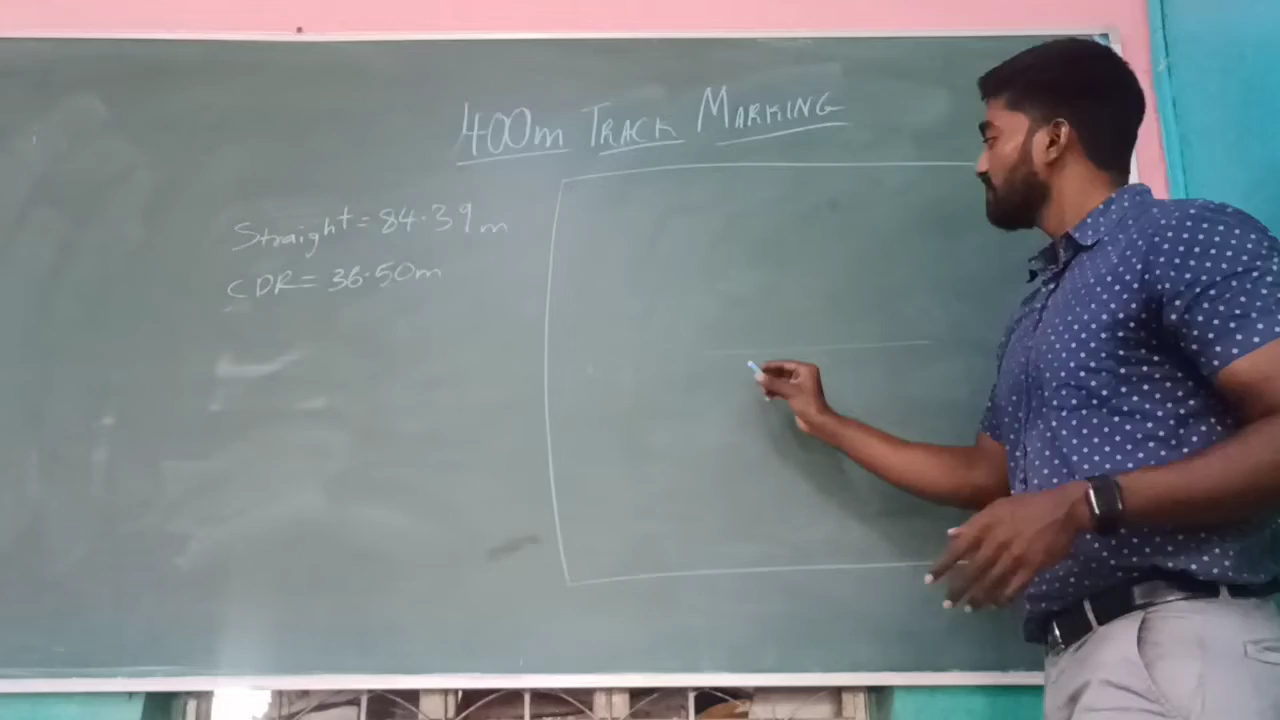 400m TRACK MARKING
Straight = 84.39m
CDR = 36.50m